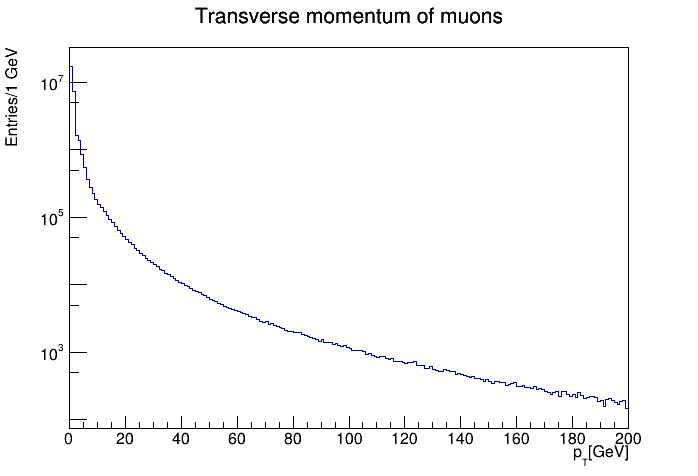 Transverse momentum of muons
Entries/1 GeV
10^7
10^5
10^3
0 20 40 60 80 100 120 140 160 180 200
p_T[GeV]